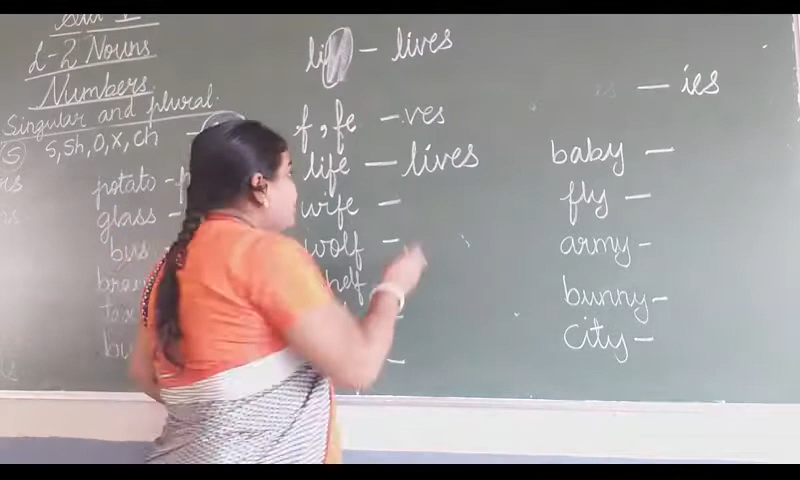 L-2 Nouns
Numbers
Singular and plural.
S, sh, O, X, ch -
potato -
glass -
bus
li - lives
f, fe - ves
life - lives
wife -
wolf -
- ies
baby -
fly -
army -
bunny -
city -